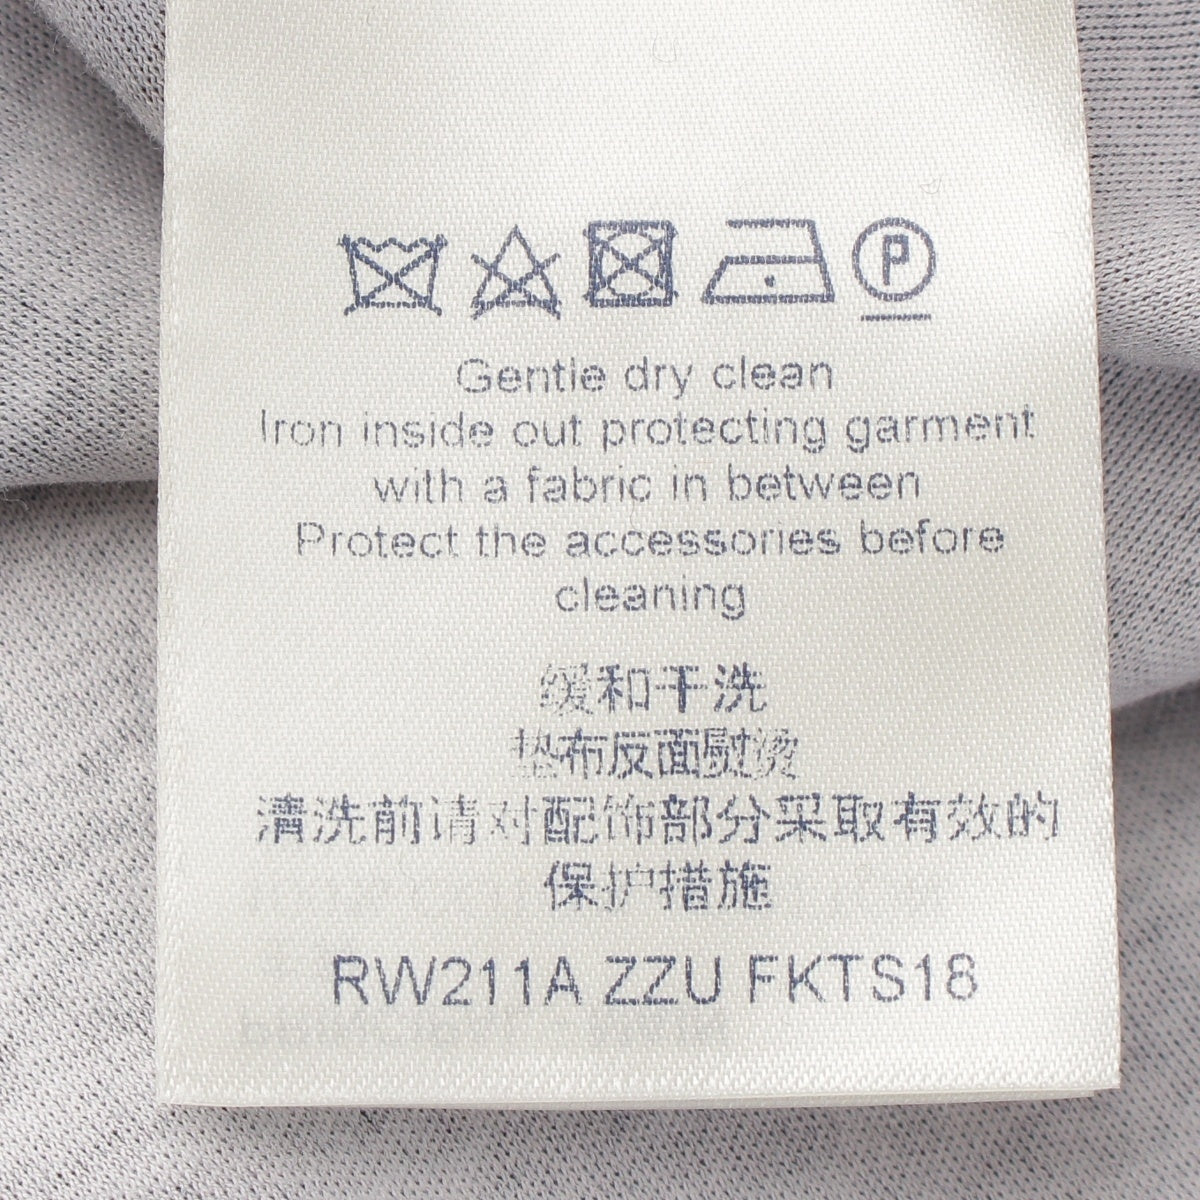 P
Gentle dry clean
Iron inside out protecting garment
with a fabric in between
Protect the accessories before
cleaning
缓和干洗
垫布反面熨烫
清洗前请对配饰部分采取有效的
保护措施
RW211A ZZU FKTS18